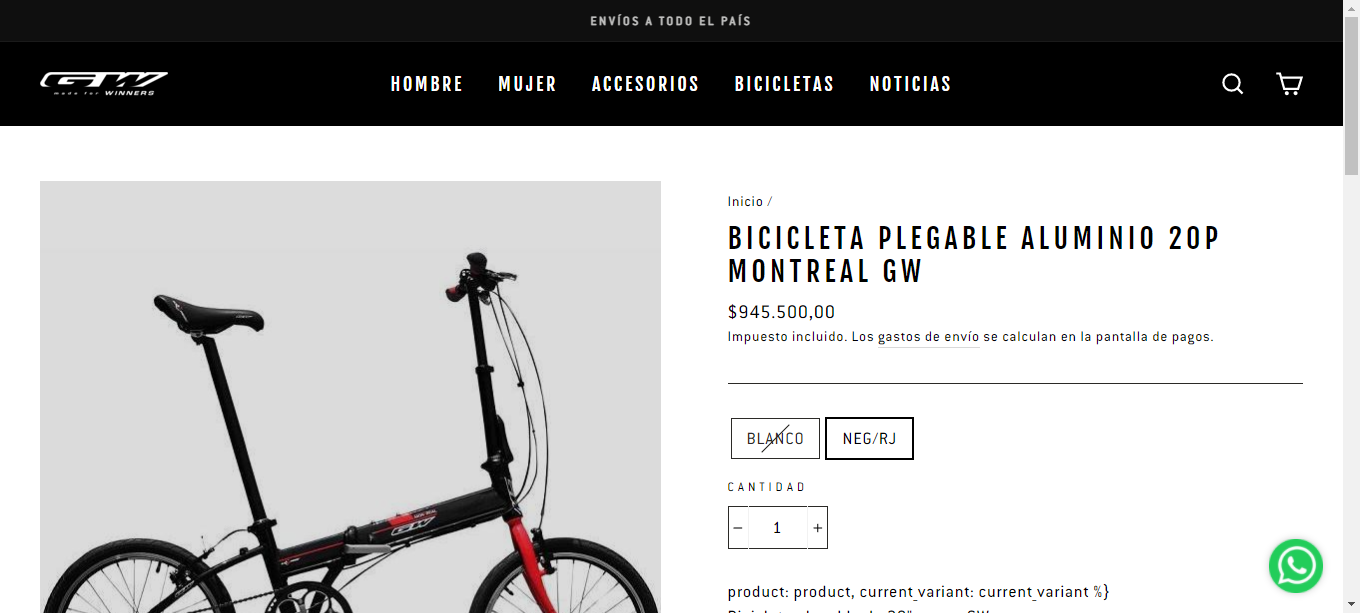 ENVÍOS A TODO EL PAÍS
GW
made for WINNERS
HOMBRE MUJER ACCESORIOS BICICLETAS NOTICIAS
Inicio /
BICICLETA PLEGABLE ALUMINIO 20P
MONTREAL GW
$945.500,00
Impuesto incluido. Los gastos de envío se calculan en la pantalla de pagos.
BLANCO NEG/RJ
CANTIDAD
− 1 +
product: product, current_variant: current_variant %}
GW